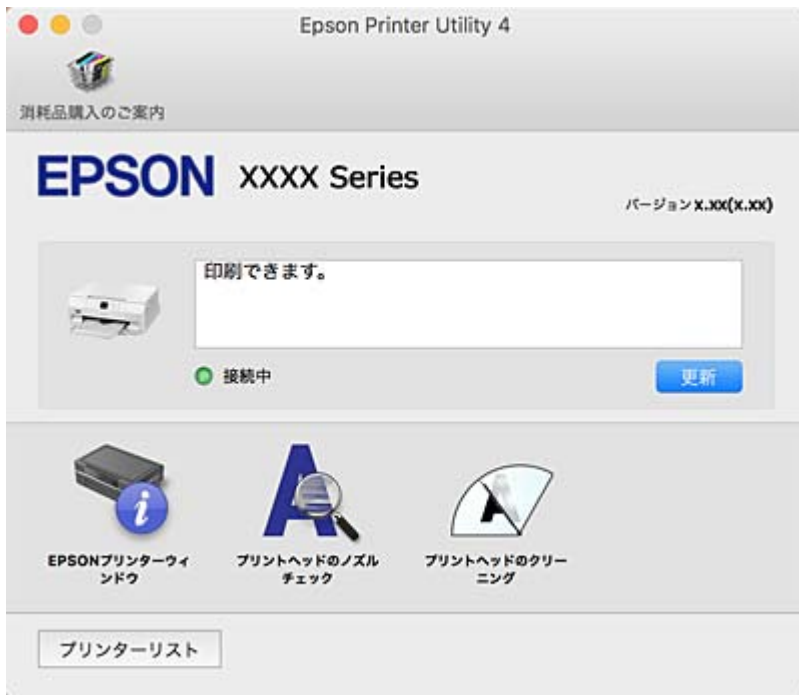 Epson Printer Utility 4
消耗品購入のご案内
EPSON XXXX Series
バージョン x.xx(x.xx)
印刷できます。
接続中
更新
EPSONプリンターウィ
ンドウ
プリントヘッドのノズル
チェック
プリントヘッドのクリー
ニング
プリンターリスト